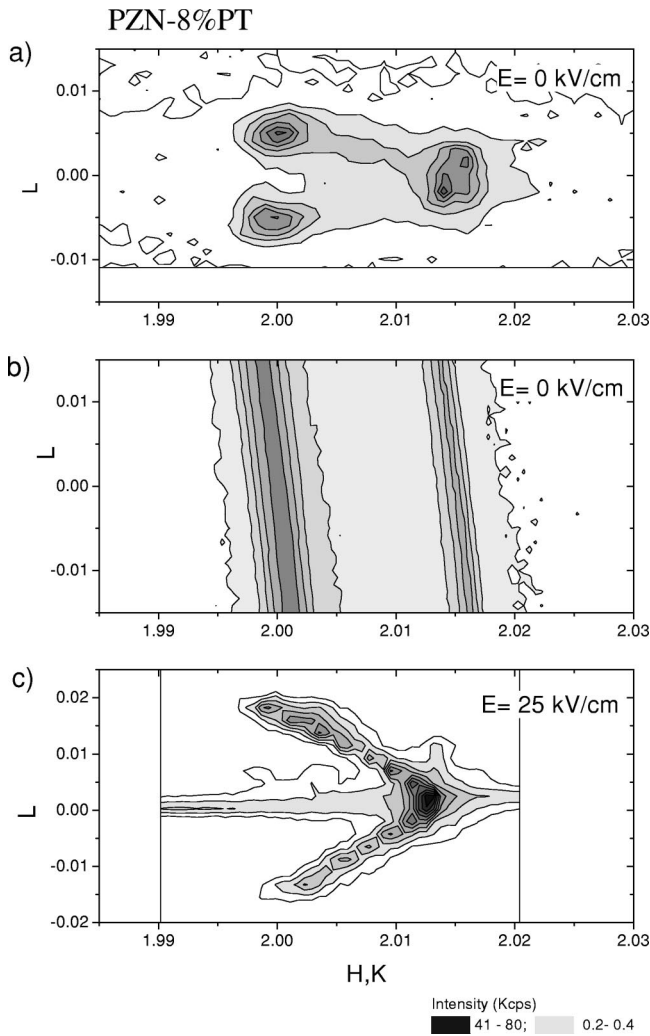 PZN-8%PT
a)
E= 0 kV/cm
0.01
0.00
-0.01
L
1.99 2.00 2.01 2.02 2.03
b)
E= 0 kV/cm
0.01
0.00
-0.01
L
1.99 2.00 2.01 2.02 2.03
c)
E= 25 kV/cm
0.02
0.01
0.00
-0.01
-0.02
L
1.99 2.00 2.01 2.02 2.03
H,K
Intensity (Kcps)
41 - 80; 0.2- 0.4